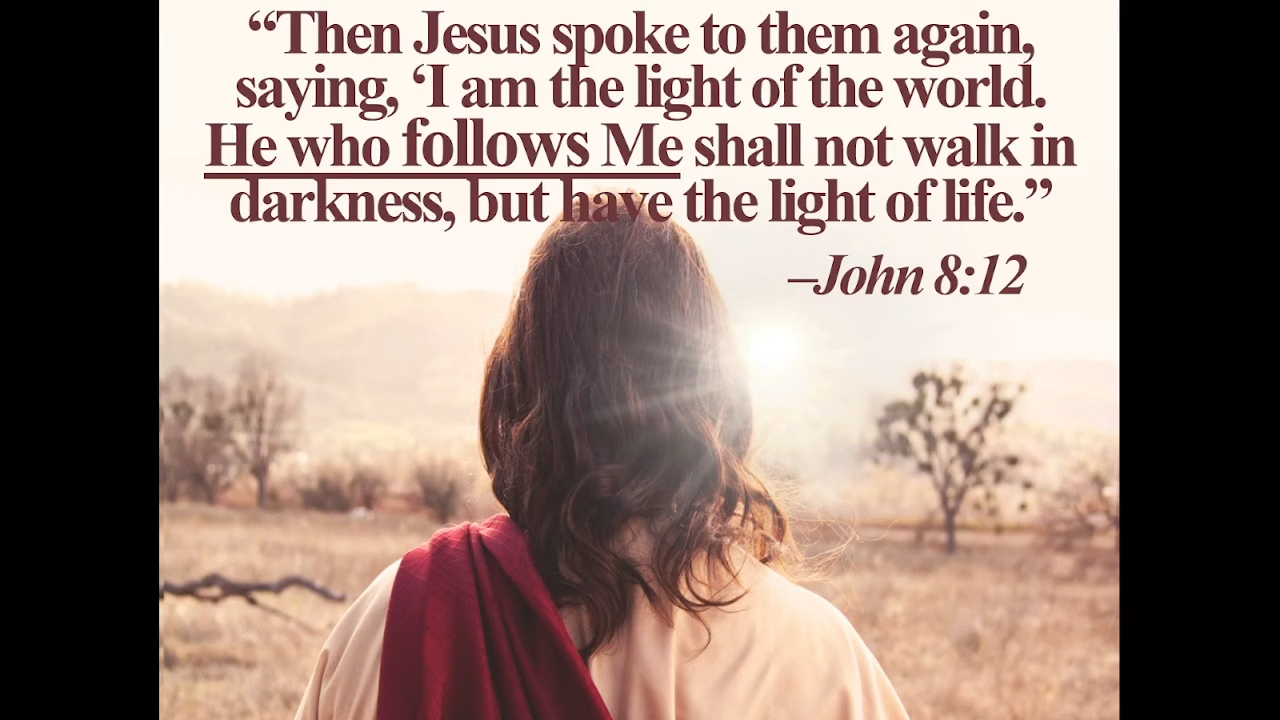 “Then Jesus spoke to them again,
saying, ‘I am the light of the world.
He who follows Me shall not walk in
darkness, but have the light of life.”
–John 8:12